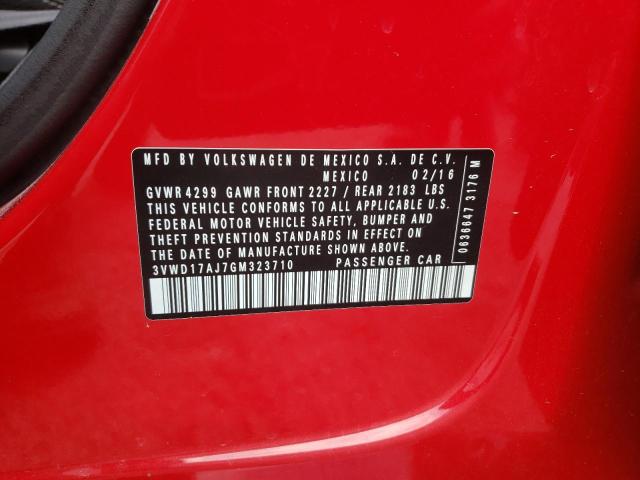 MFD BY VOLKSWAGEN DE MEXICO S.A. DE C.V.
MEXICO 02/16
GVWR 4299 GAWR FRONT 2227 / REAR 2183 LBS
THIS VEHICLE CONFORMS TO ALL APPLICABLE U.S.
FEDERAL MOTOR VEHICLE SAFETY, BUMPER AND
THEFT PREVENTION STANDARDS IN EFFECT ON
THE DATE OF MANUFACTURE SHOWN ABOVE.
3VWD17AJ7GM323710 PASSENGER CAR
0636647 3176 M